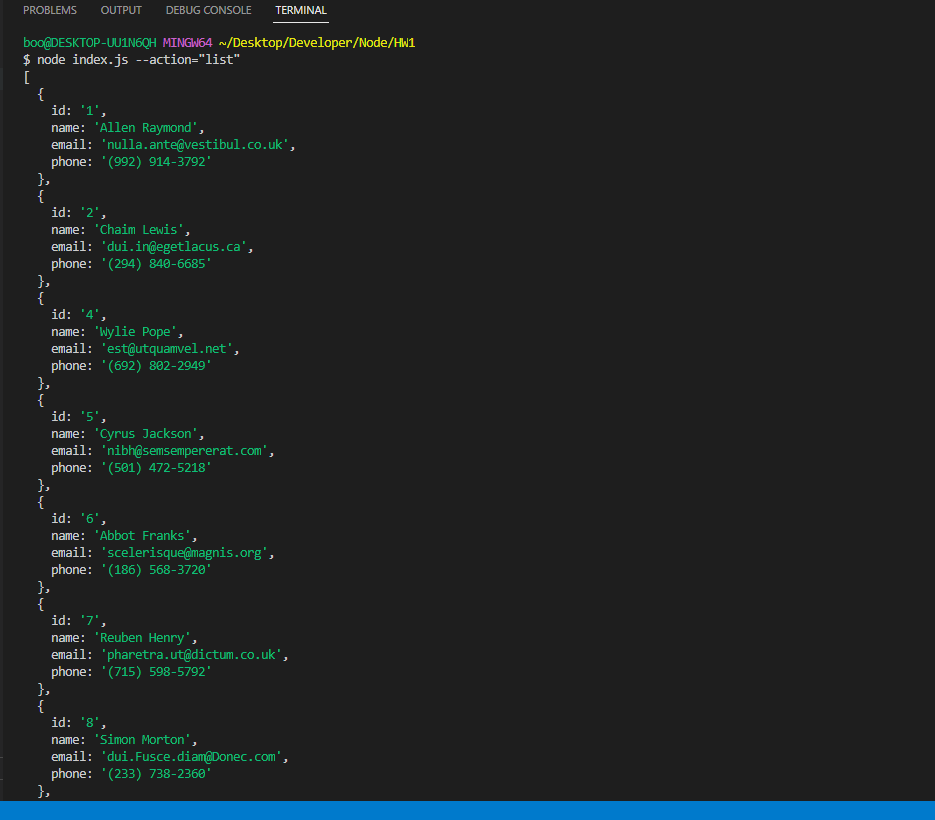 PROBLEMS OUTPUT DEBUG CONSOLE TERMINAL
boo@DESKTOP-UU1N6QH MINGW64 ~/Desktop/Developer/Node/HW1
$ node index.js --action="list"
[
  {
    id: '1',
    name: 'Allen Raymond',
    email: 'nulla.ante@vestibul.co.uk',
    phone: '(992) 914-3792'
  },
  {
    id: '2',
    name: 'Chaim Lewis',
    email: 'dui.in@egetlacus.ca',
    phone: '(294) 840-6685'
  },
  {
    id: '4',
    name: 'Wylie Pope',
    email: 'est@utquamvel.net',
    phone: '(692) 802-2949'
  },
  {
    id: '5',
    name: 'Cyrus Jackson',
    email: 'nibh@semsempererat.com',
    phone: '(501) 472-5218'
  },
  {
    id: '6',
    name: 'Abbot Franks',
    email: 'scelerisque@magnis.org',
    phone: '(186) 568-3720'
  },
  {
    id: '7',
    name: 'Reuben Henry',
    email: 'pharetra.ut@dictum.co.uk',
    phone: '(715) 598-5792'
  },
  {
    id: '8',
    name: 'Simon Morton',
    email: 'dui.Fusce.diam@Donec.com',
    phone: '(233) 738-2360'
  },